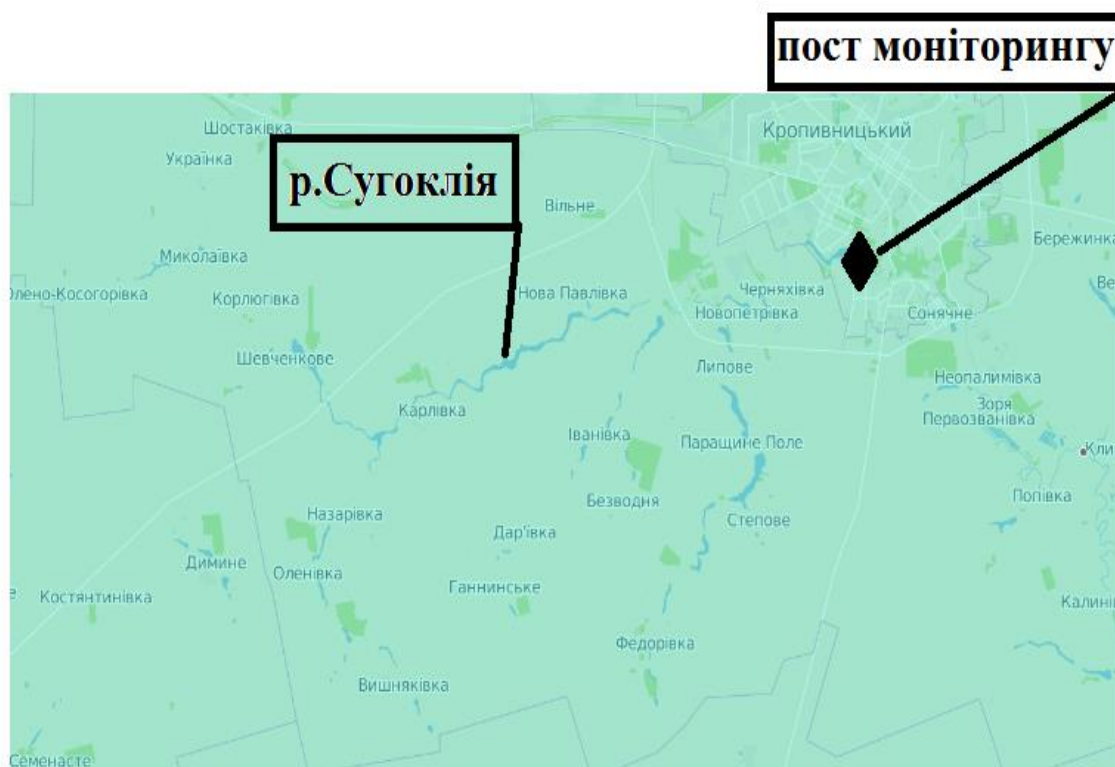 пост моніторингу
Шостаківка
Кропивницький
Українка
р.Сугоклія
Вільне
Бережинка
Миколаївка
Олено-Косогорівка
Корлюгівка
Нова Павлівка
Черняхівка
Новопетрівка
Сонячне
Шевченкове
Липове
Неопалимівка
Карлівка
Зоря
Первозванівка
Іванівка
Паращине Поле
Безводня
Попівка
Назарівка
Дар'ївка
Степове
Димине
Оленівка
Ганнинське
Костянтинівка
Федорівка
Вишняківка
Семенасте